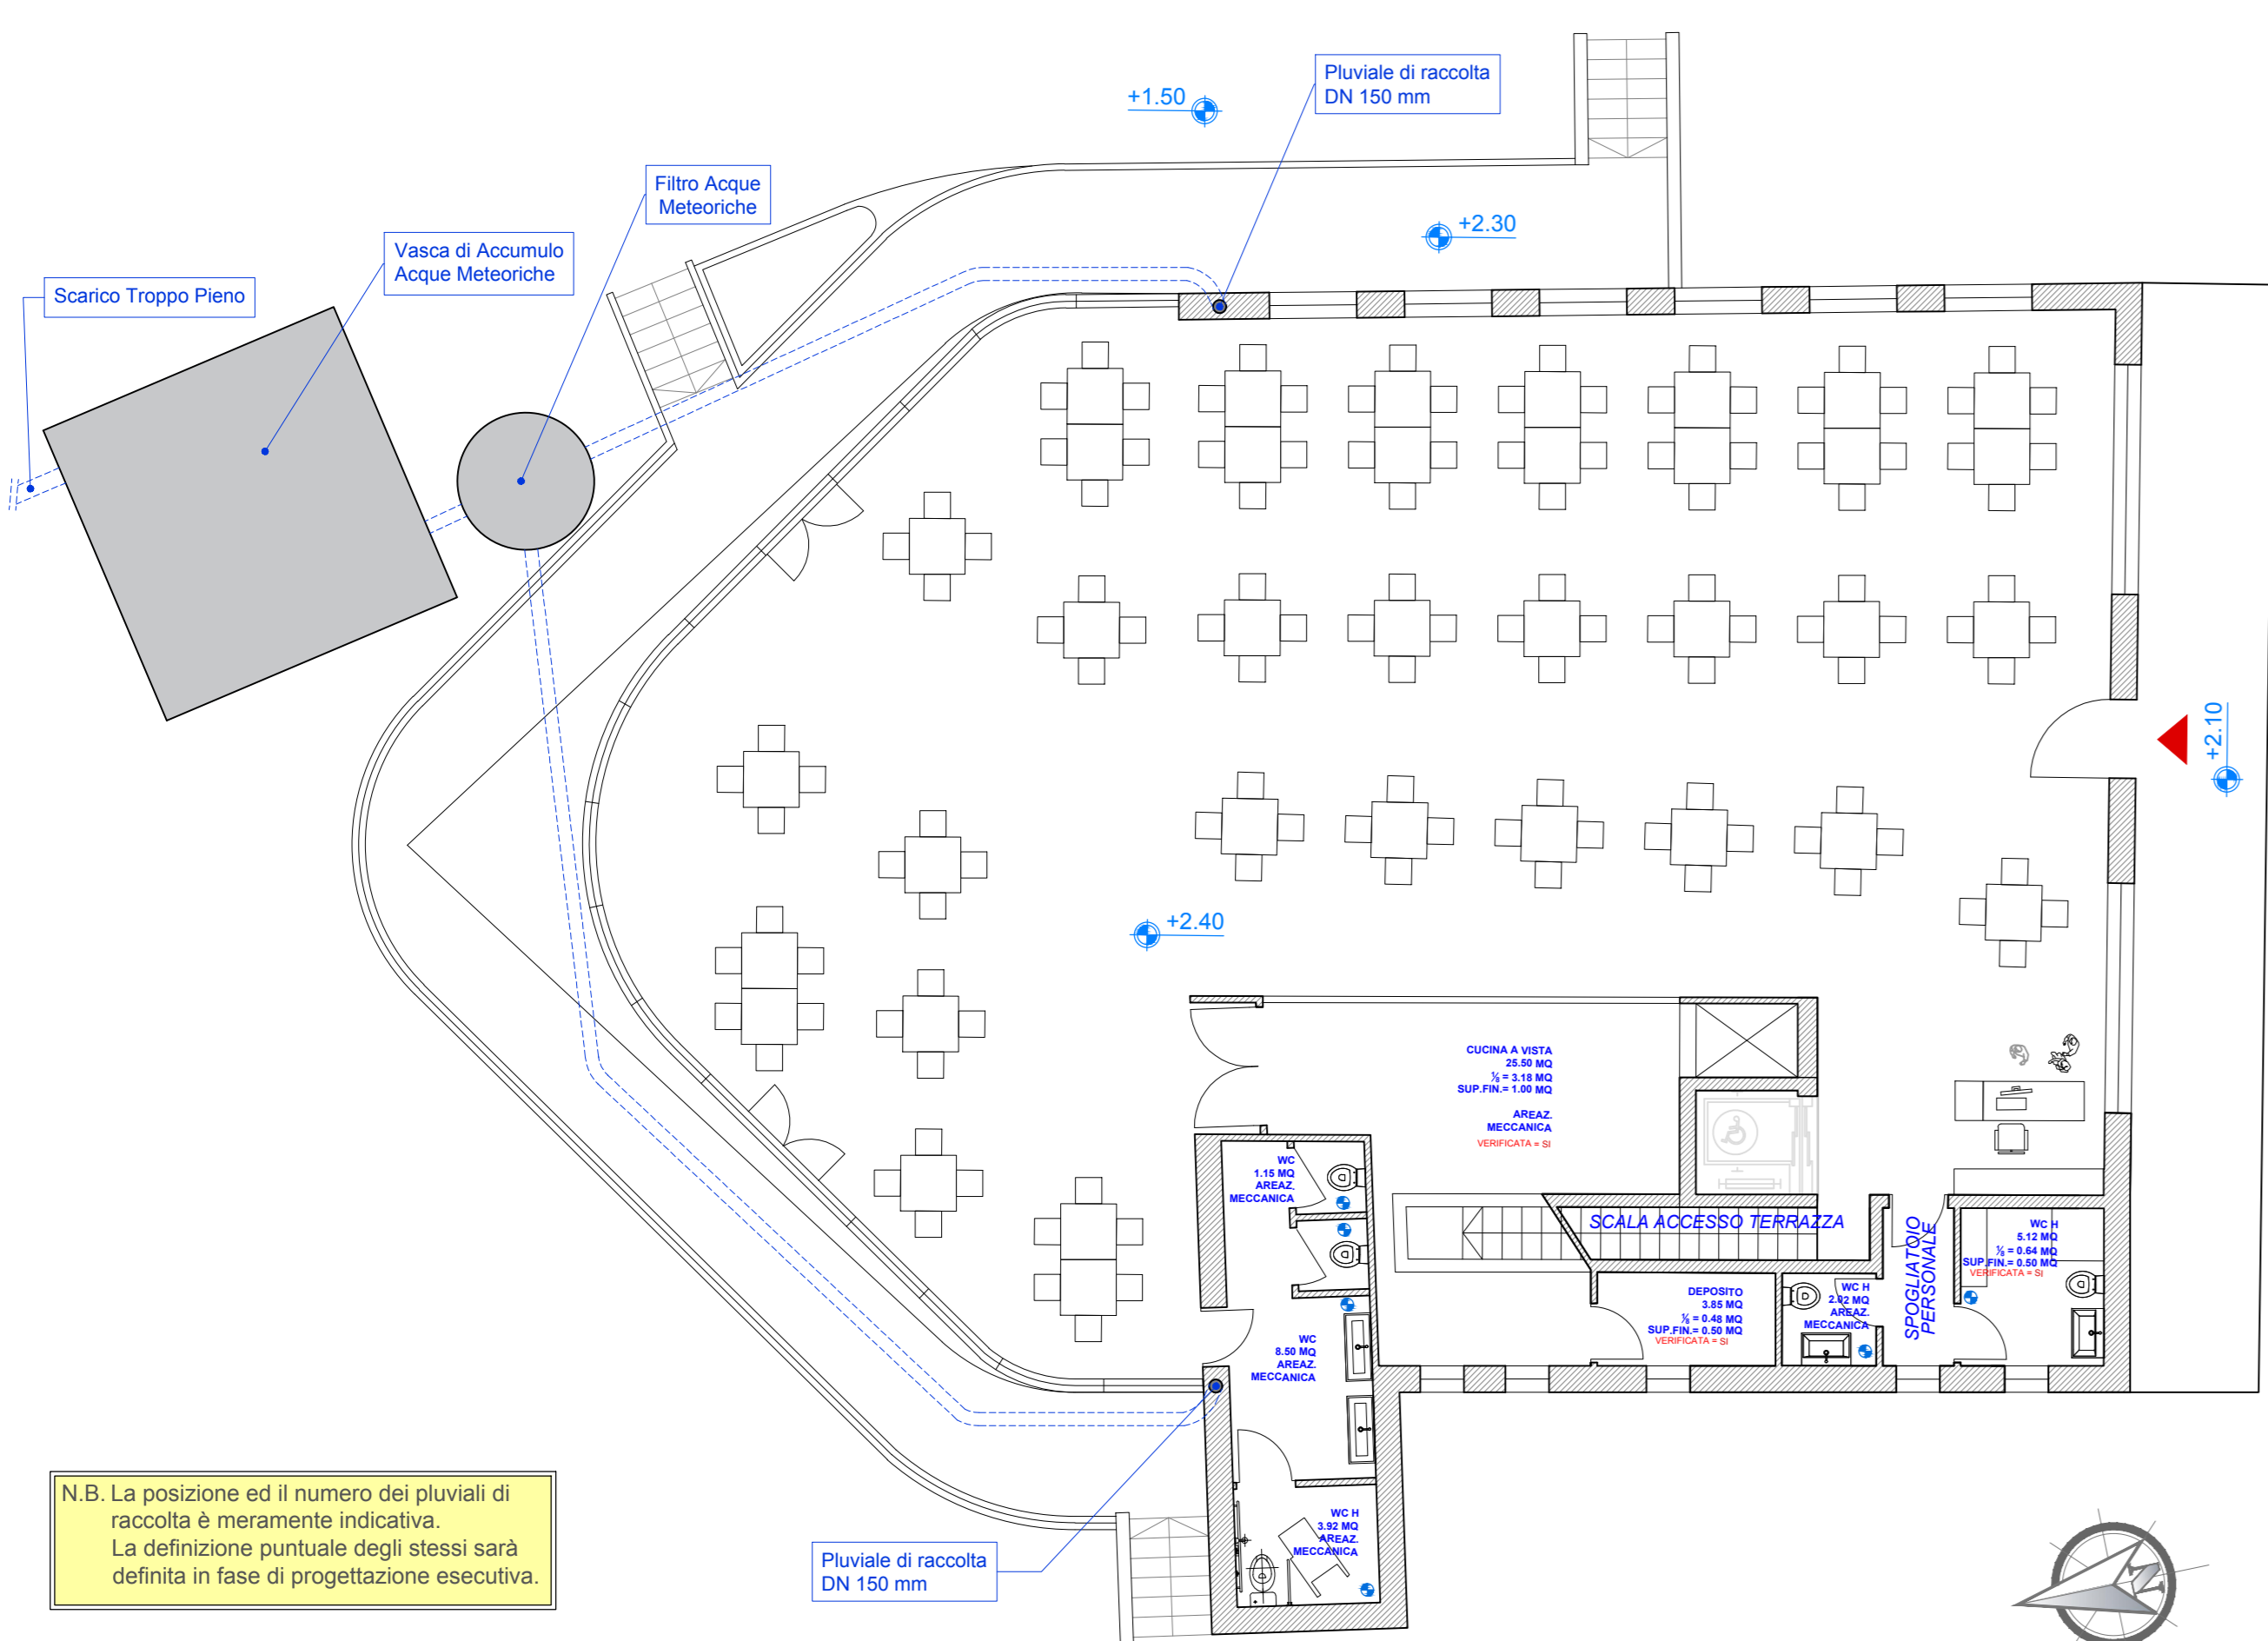 Pluviale di raccolta
DN 150 mm
+1.50
Filtro Acque
Meteoriche
+2.30
Vasca di Accumulo
Acque Meteoriche
Scarico Troppo Pieno
+2.10
+2.40
CUCINA A VISTA
25.50 MQ
⅛ = 3.18 MQ
SUP.FIN.= 1.00 MQ
AREAZ.
MECCANICA
VERIFICATA = SI
WC
1.15 MQ
AREAZ.
MECCANICA
SCALA ACCESSO TERRAZZA
SPOGLIATOIO
PERSONALE
WC H
5.12 MQ
⅛ = 0.64 MQ
SUP.FIN.= 0.50 MQ
VERIFICATA = SI
DEPOSITO
3.85 MQ
⅛ = 0.48 MQ
SUP.FIN.= 0.50 MQ
VERIFICATA = SI
WC H
2.02 MQ
AREAZ.
MECCANICA
WC
8.50 MQ
AREAZ.
MECCANICA
N.B. La posizione ed il numero dei pluviali di
raccolta è meramente indicativa.
La definizione puntuale degli stessi sarà
definita in fase di progettazione esecutiva.
WC H
3.92 MQ
AREAZ.
MECCANICA
Pluviale di raccolta
DN 150 mm
N